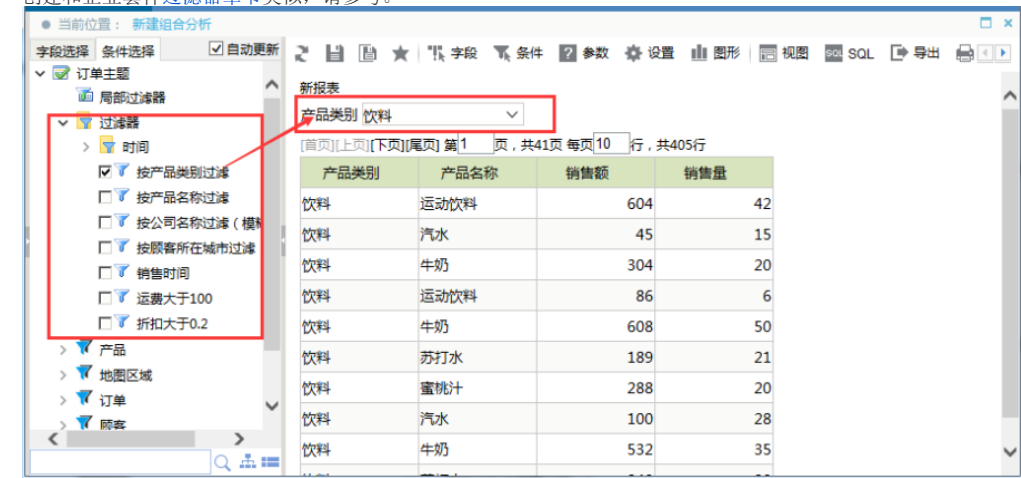 当前位置： 新建组合分析
字段选择 条件选择 自动更新
字段 条件 参数 设置 图形 视图 SQL SQL 导出
订单主题
局部过滤器
过滤器
时间
按产品类别过滤
按产品名称过滤
按公司名称过滤（模糊
按顾客所在城市过滤
销售时间
运费大于100
折扣大于0.2
产品
地图区域
订单
顾客
新报表
产品类别 饮料
[首页][上页][下页][尾页] 第1 页，共41页 每页10 行，共405行
产品类别 产品名称 销售额 销售量
饮料 运动饮料 604 42
饮料 汽水 45 15
饮料 牛奶 304 20
饮料 运动饮料 86 6
饮料 牛奶 608 50
饮料 苏打水 189 21
饮料 蜜桃汁 288 20
饮料 汽水 100 28
饮料 牛奶 532 35